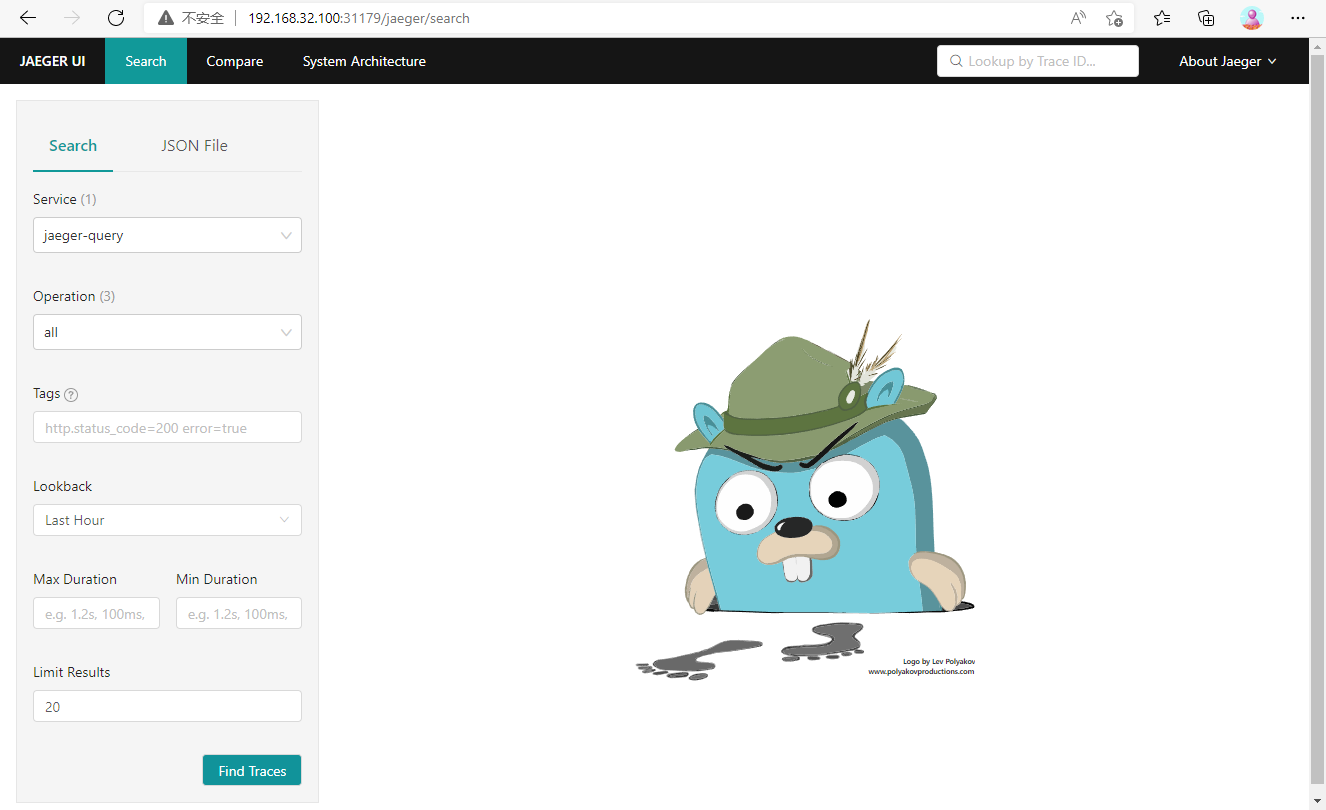 不安全
192.168.32.100:31179/jaeger/search
JAEGER UI Search Compare System Architecture Lookup by Trace ID... About Jaeger
Search JSON File
Service (1)
jaeger-query
Operation (3)
all
Tags ?
http.status_code=200 error=true
Lookback
Last Hour
Max Duration Min Duration
e.g. 1.2s, 100ms, e.g. 1.2s, 100ms,
Limit Results
20
Find Traces
Logo by Lev Polyakov
www.polyakovproductions.com